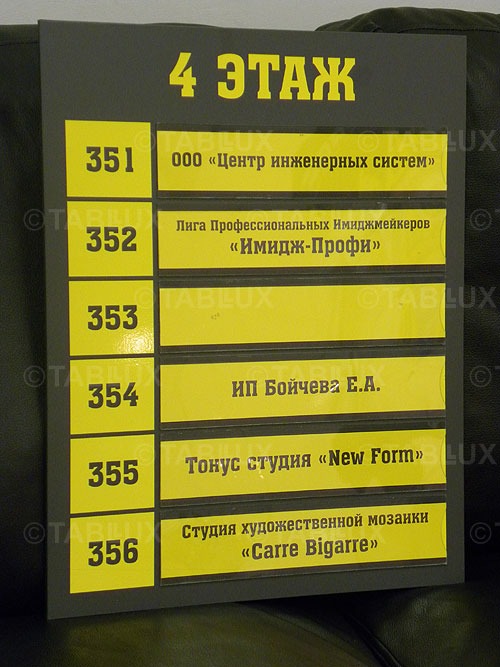 4 ЭТАЖ
351 ООО «Центр инженерных систем»
352 Лига Профессиональных Имиджмейкеров
«Имидж-Профи»
353
354 ИП Бойчева Е.А.
355 Тонус студия «New Form»
356 Студия художественной мозаики
«Carre Bigarre»
©TABLUX